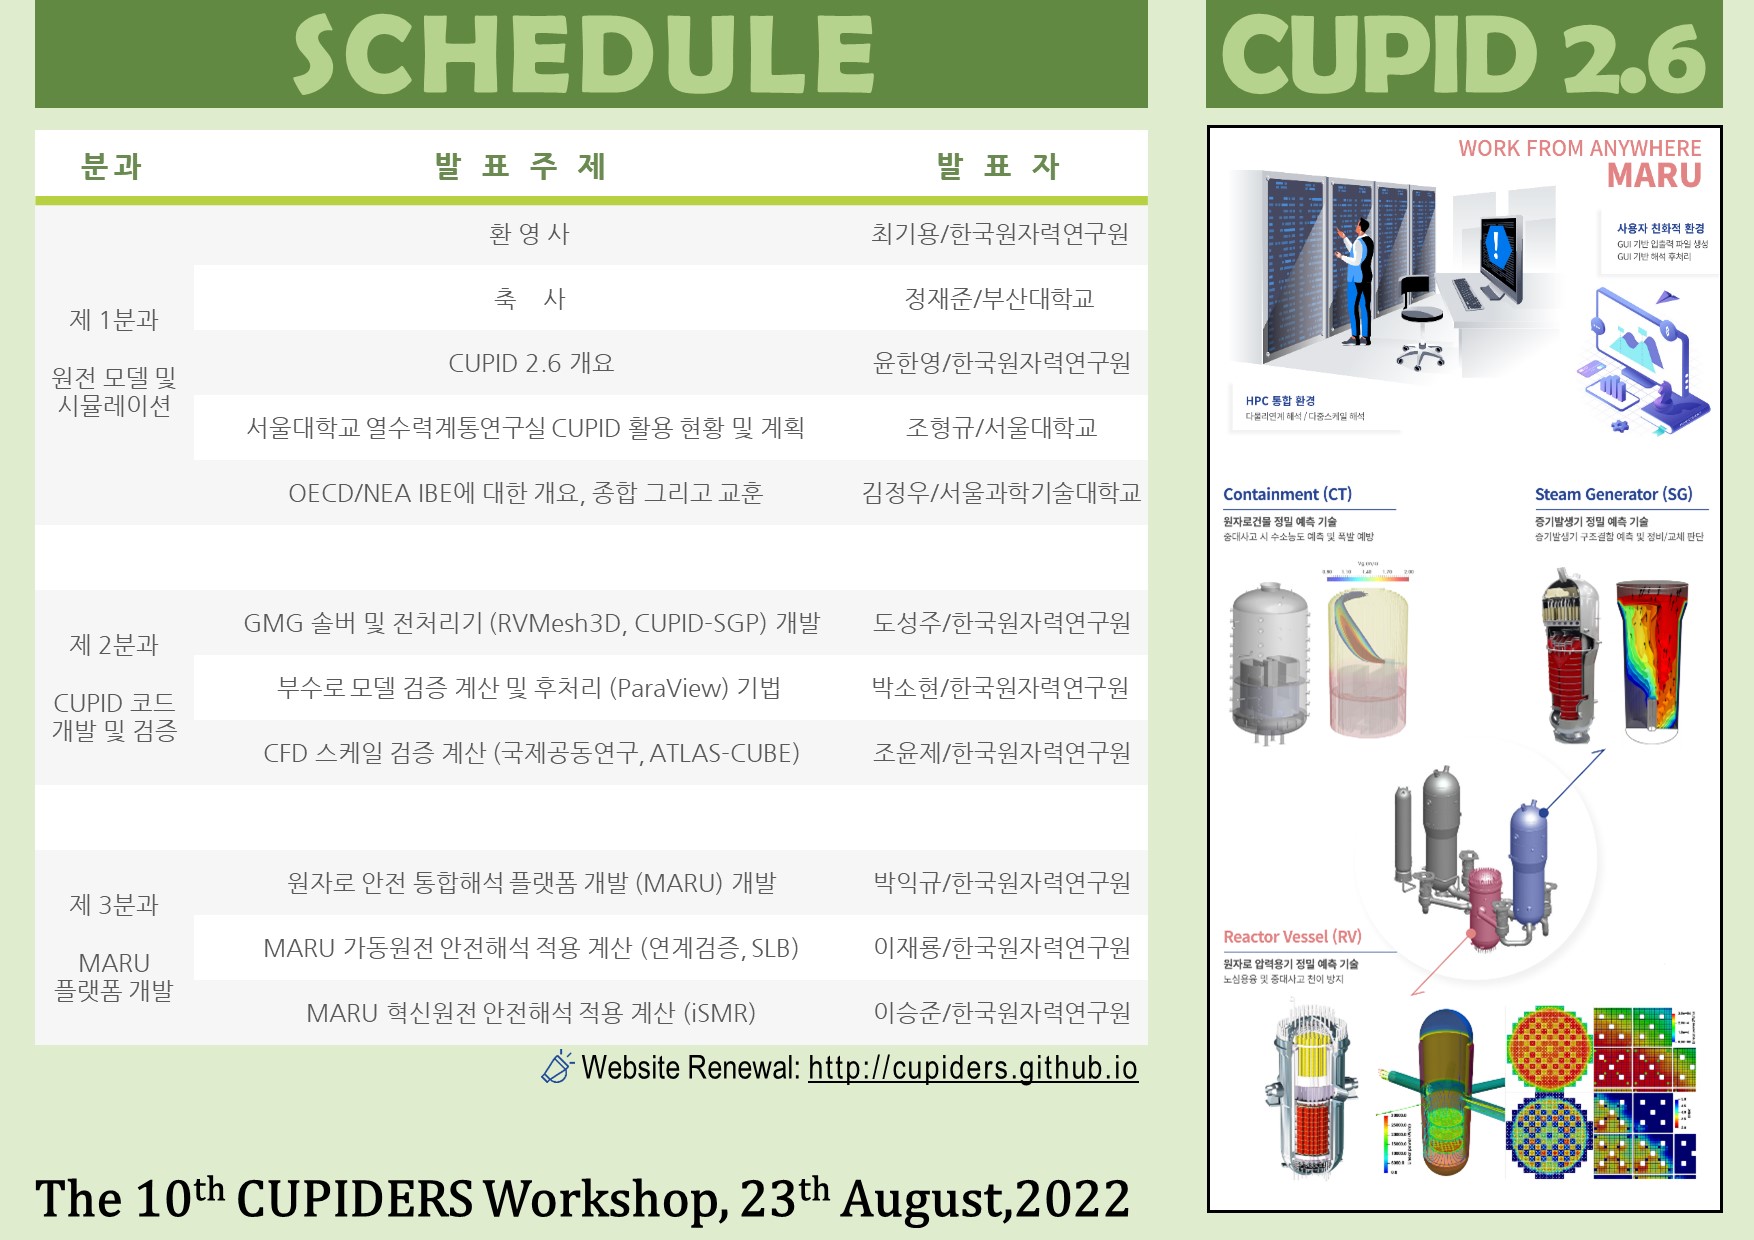 SCHEDULE
분과 발 표 주 제 발 표 자
제 1분과
원전 모델 및
시뮬레이션
환 영 사 최기용/한국원자력연구원
축 사 정재준/부산대학교
CUPID 2.6 개요 윤한영/한국원자력연구원
서울대학교 열수력계통연구실 CUPID 활용 현황 및 계획 조형규/서울대학교
OECD/NEA IBE에 대한 개요, 종합 그리고 교훈 김정우/서울과학기술대학교
제 2분과
CUPID 코드
개발 및 검증
GMG 솔버 및 전처리기 (RVMesh3D, CUPID-SGP) 개발 도성주/한국원자력연구원
부수로 모델 검증 계산 및 후처리 (ParaView) 기법 박소현/한국원자력연구원
CFD 스케일 검증 계산 (국제공동연구, ATLAS-CUBE) 조윤제/한국원자력연구원
제 3분과
MARU
플랫폼 개발
원자로 안전 통합해석 플랫폼 개발 (MARU) 개발 박익규/한국원자력연구원
MARU 가동원전 안전해석 적용 계산 (연계검증, SLB) 이재룡/한국원자력연구원
MARU 혁신원전 안전해석 적용 계산 (iSMR) 이승준/한국원자력연구원
Website Renewal: http://cupiders.github.io
The 10th CUPIDERS Workshop, 23th August,2022
CUPID 2.6
WORK FROM ANYWHERE
MARU
사용자 친화적 환경
GUI 기반 입출력 파일 생성
GUI 기반 해석 후처리
HPC 통합 환경
다물리연계 해석 / 다중스케일 해석
Containment (CT)
원자로건물 정밀 예측 기술
중대사고 시 수소농도 예측 및 폭발 예방
Steam Generator (SG)
증기발생기 정밀 예측 기술
증기발생기 구조결함 예측 및 정비/교체 판단
Reactor Vessel (RV)
원자로 압력용기 정밀 예측 기술
노심용융 및 중대사고 천이 방지